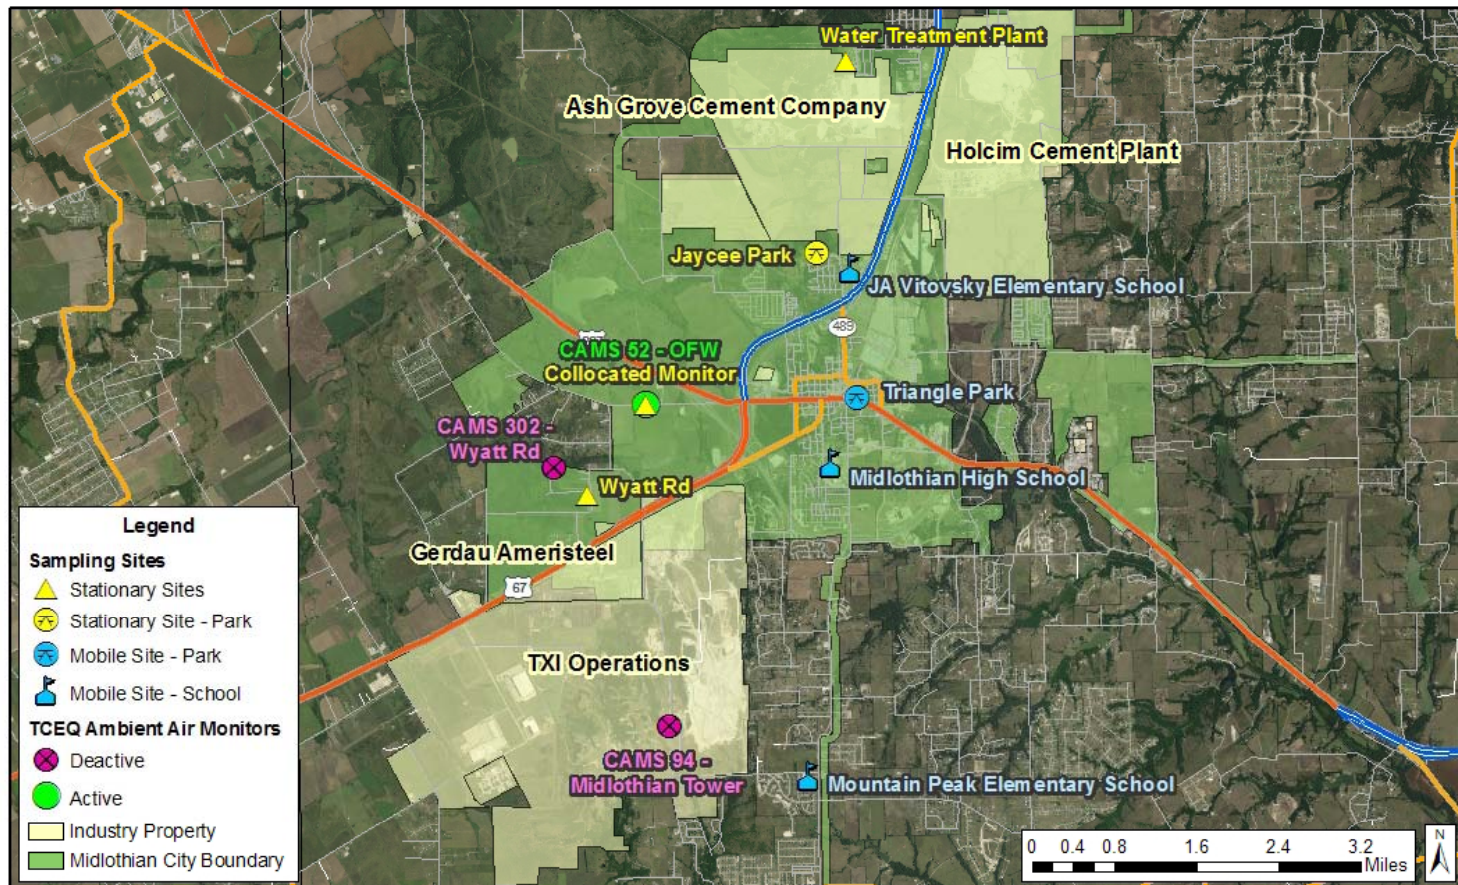 Water Treatment Plant
Ash Grove Cement Company
Holcim Cement Plant
Jaycee Park
JA Vitovsky Elementary School
489
CAMS 52 - OFW
Collocated Monitor
Triangle Park
CAMS 302 -
Wyatt Rd
Midlothian High School
Wyatt Rd
Gerdau Ameristeel
67
TXI Operations
CAMS 94 -
Midlothian Tower
Mountain Peak Elementary School
Legend
Sampling Sites
Stationary Sites
Stationary Site - Park
Mobile Site - Park
Mobile Site - School
TCEQ Ambient Air Monitors
Deactive
Active
Industry Property
Midlothian City Boundary
0 0.4 0.8 1.6 2.4 3.2
Miles
N